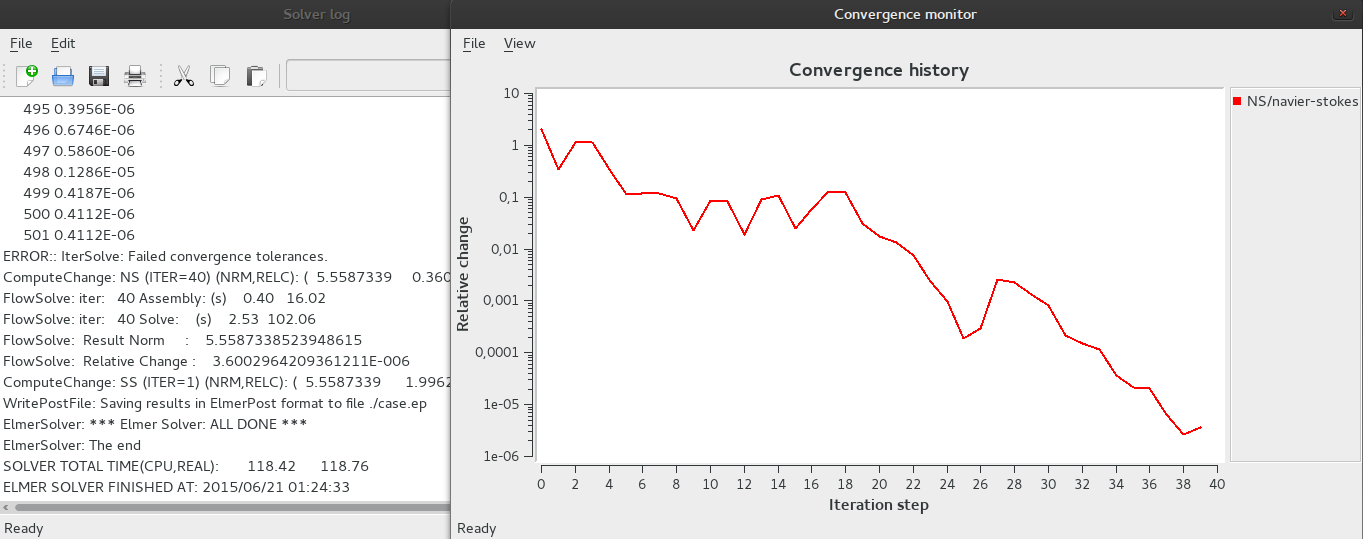 Solver log
File Edit
495 0.3956E-06
496 0.6746E-06
497 0.5860E-06
498 0.1286E-05
499 0.4187E-06
500 0.4112E-06
501 0.4112E-06
ERROR:: IterSolve: Failed convergence tolerances.
ComputeChange: NS (ITER=40) (NRM,RELC): ( 5.5587339 0.360
FlowSolve: iter: 40 Assembly: (s) 0.40 16.02
FlowSolve: iter: 40 Solve: (s) 2.53 102.06
FlowSolve: Result Norm : 5.5587338523948615
FlowSolve: Relative Change : 3.6002964209361211E-006
ComputeChange: SS (ITER=1) (NRM,RELC): ( 5.5587339 1.9962
WritePostFile: Saving results in ElmerPost format to file ./case.ep
ElmerSolver: *** Elmer Solver: ALL DONE ***
ElmerSolver: The end
SOLVER TOTAL TIME(CPU,REAL): 118.42 118.76
ELMER SOLVER FINISHED AT: 2015/06/21 01:24:33
Ready
Convergence monitor
File View
Convergence history
NS/navier-stokes
Relative change
10
1
0,1
0,01
0,001
0,0001
1e-05
1e-06
0 2 4 6 8 10 12 14 16 18 20 22 24 26 28 30 32 34 36 38 40
Iteration step
Ready